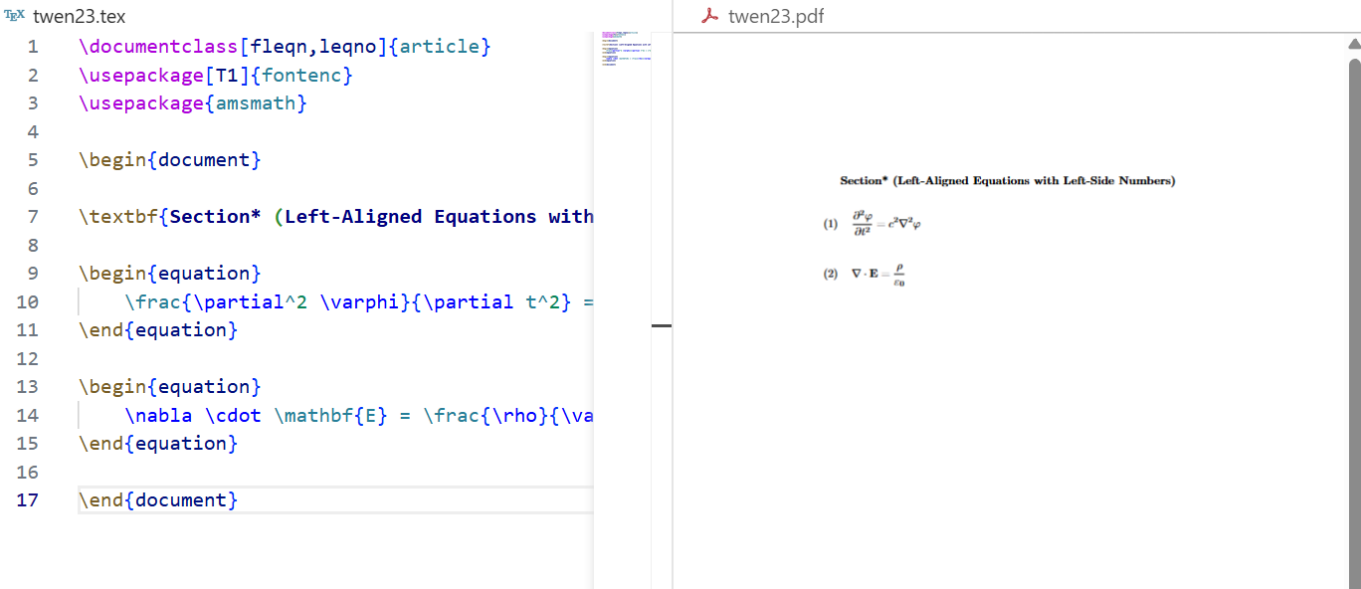 TEX twen23.tex
1 \documentclass[fleqn,leqno]{article}
2 \usepackage[T1]{fontenc}
3 \usepackage{amsmath}
4
5 \begin{document}
6
7 \textbf{Section* (Left-Aligned Equations with
8
9 \begin{equation}
10 \frac{\partial^2 \varphi}{\partial t^2} =
11 \end{equation}
12
13 \begin{equation}
14 \nabla \cdot \mathbf{E} = \frac{\rho}{\va
15 \end{equation}
16
17 \end{document}
twen23.pdf
Section* (Left-Aligned Equations with Left-Side Numbers)
(1) ∂²φ/∂t² = c²∇²φ
(2) ∇ · E = ρ/ε₀